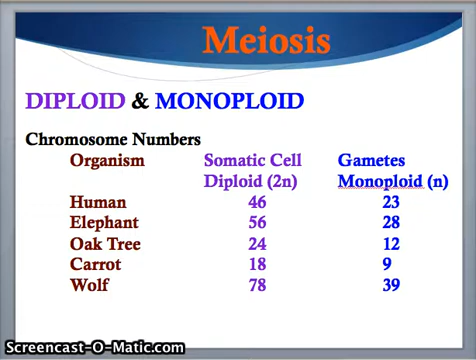 Meiosis
DIPLOID & MONOPLOID
Chromosome Numbers
Organism Somatic Cell Gametes
Diploid (2n) Monoploid (n)
Human 46 23
Elephant 56 28
Oak Tree 24 12
Carrot 18 9
Wolf 78 39
Screencast-O-Matic.com